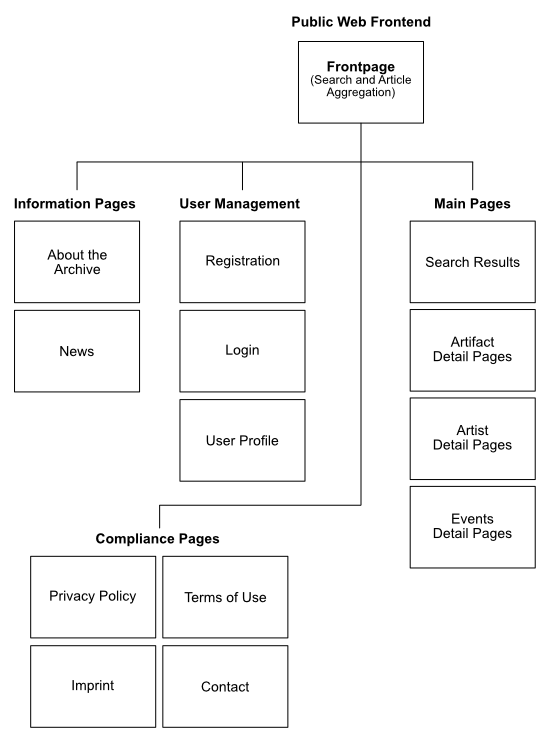 Public Web Frontend
Frontpage
(Search and Article
Aggregation)
Information Pages
About the
Archive
News
User Management
Registration
Login
User Profile
Main Pages
Search Results
Artifact
Detail Pages
Artist
Detail Pages
Events
Detail Pages
Compliance Pages
Privacy Policy
Terms of Use
Imprint
Contact